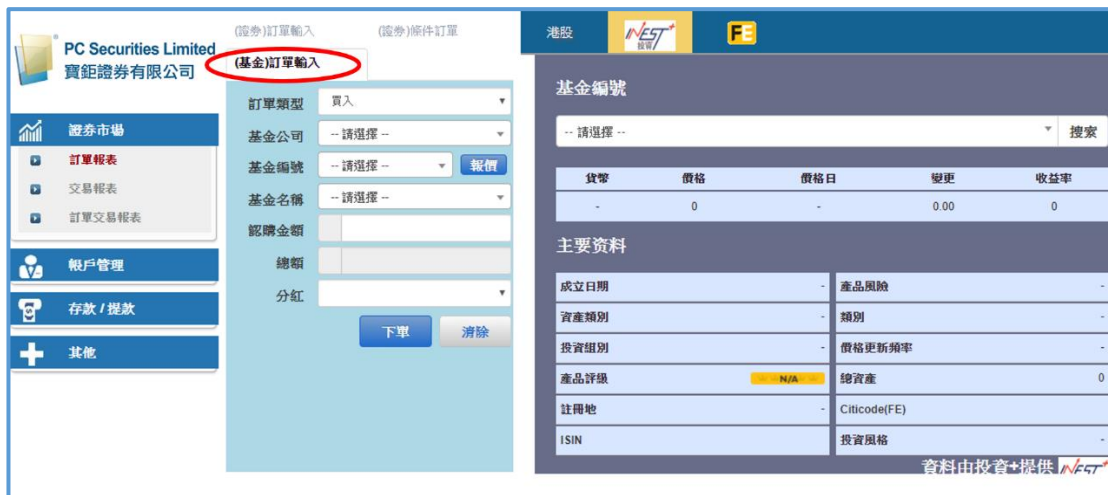 PC Securities Limited
寶鉅證券有限公司
證券市場
訂單報表
交易報表
訂單交易報表
帳戶管理
存款 / 提款
其他
(證券)訂單輸入 (證券)條件訂單
(基金)訂單輸入
訂單類型 買入
基金公司 -- 請選擇 --
基金編號 -- 請選擇 -- 報價
基金名稱 -- 請選擇 --
認購金額
總額
分紅
下單 清除
港股 iNEST+ 投資 FE
基金編號
-- 請選擇 -- 搜索
貨幣 價格 價格日 變更 收益率
- 0 - 0.00 0
主要资料
成立日期 - 產品風險 -
資產類別 - 類別 -
投資組別 - 價格更新頻率 -
產品評級 N/A 總資產 0
註冊地 - Citicode(FE)
ISIN 投資風格 -
資料由投資+提供 iNEST+